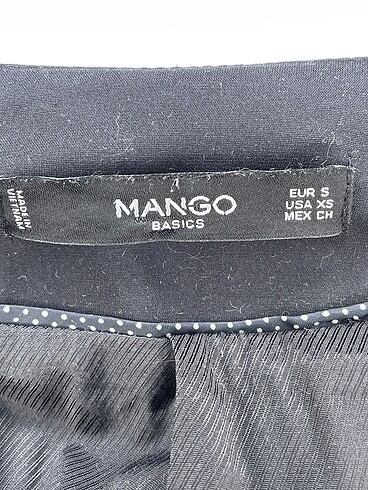 MADE IN
VIETNAM
MANGO
BASICS
EUR S
USA XS
MEX CH